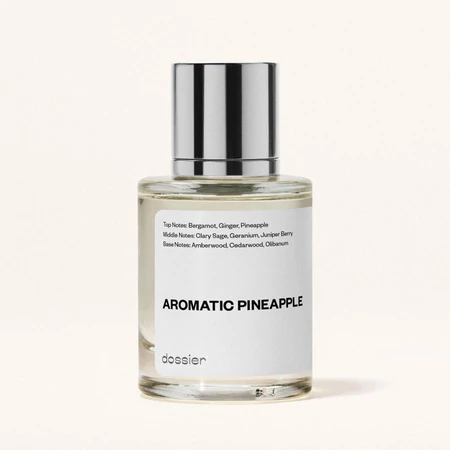 Top Notes: Bergamot, Ginger, Pineapple
Middle Notes: Clary Sage, Geranium, Juniper Berry
Base Notes: Amberwood, Cedarwood, Olibanum
AROMATIC PINEAPPLE
dossier